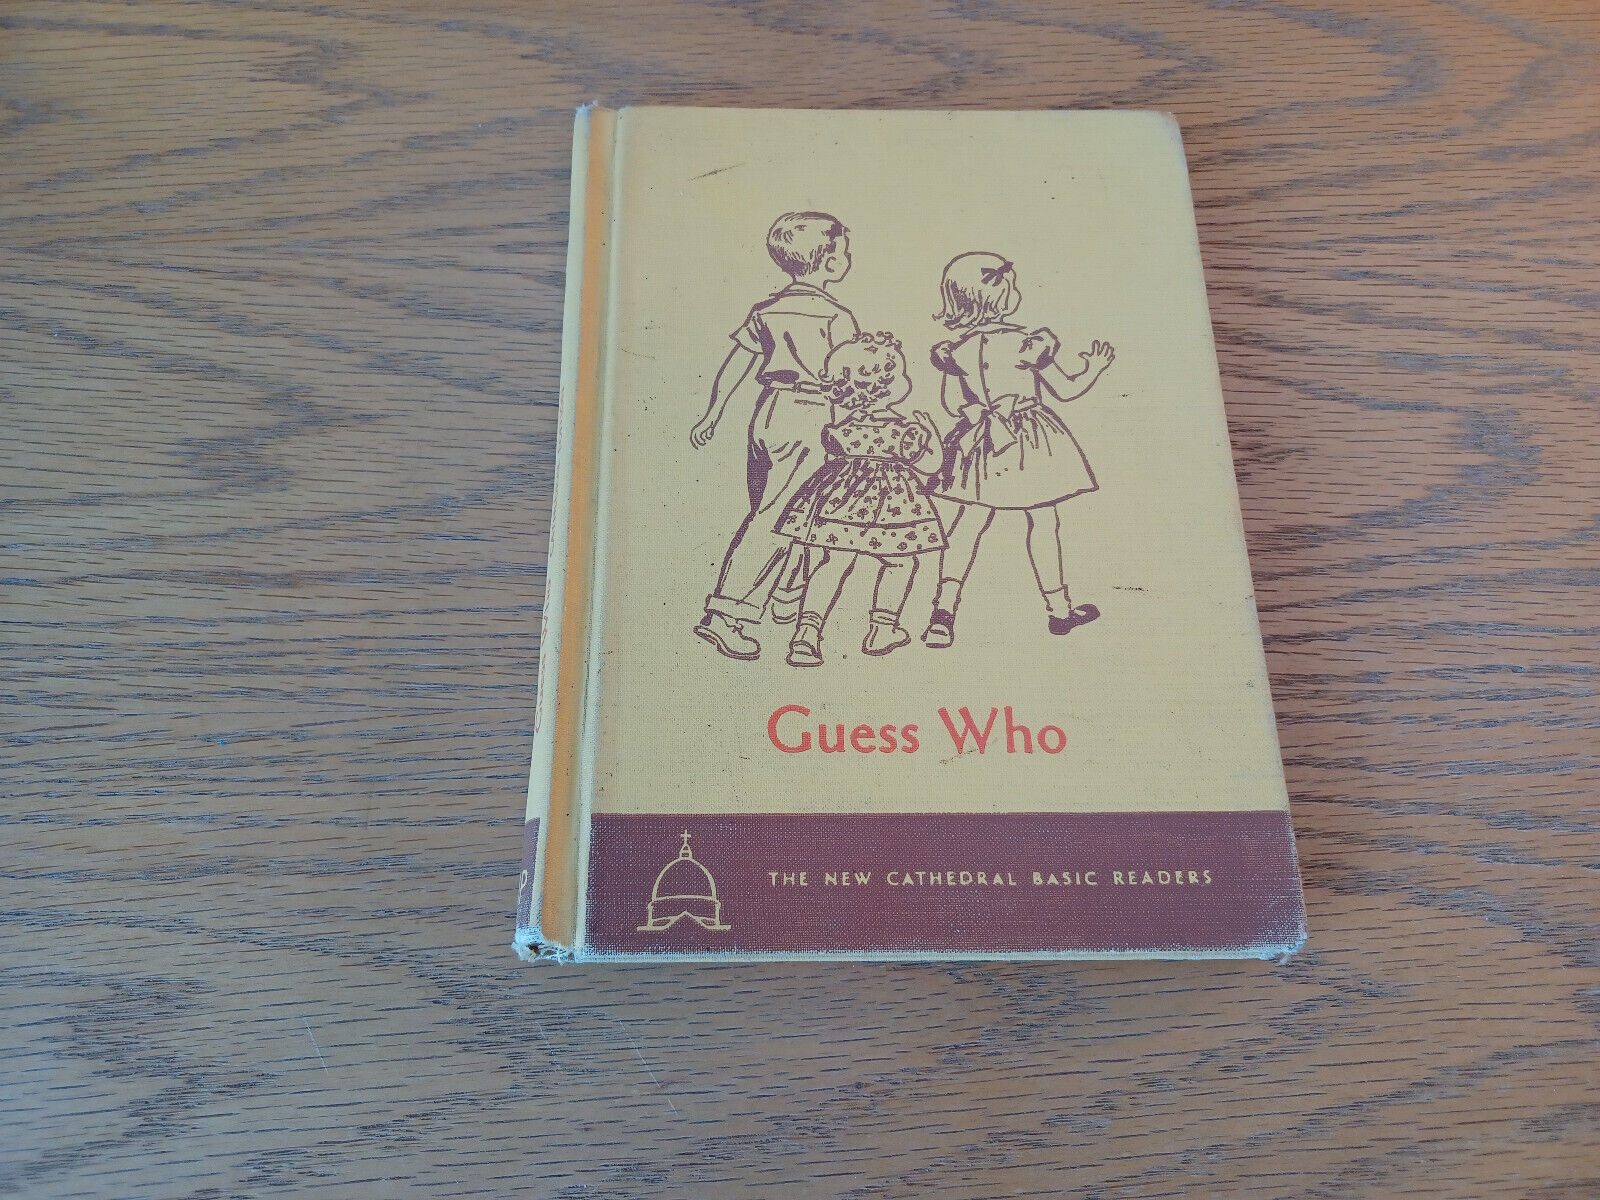 Guess Who
THE NEW CATHEDRAL BASIC READERS